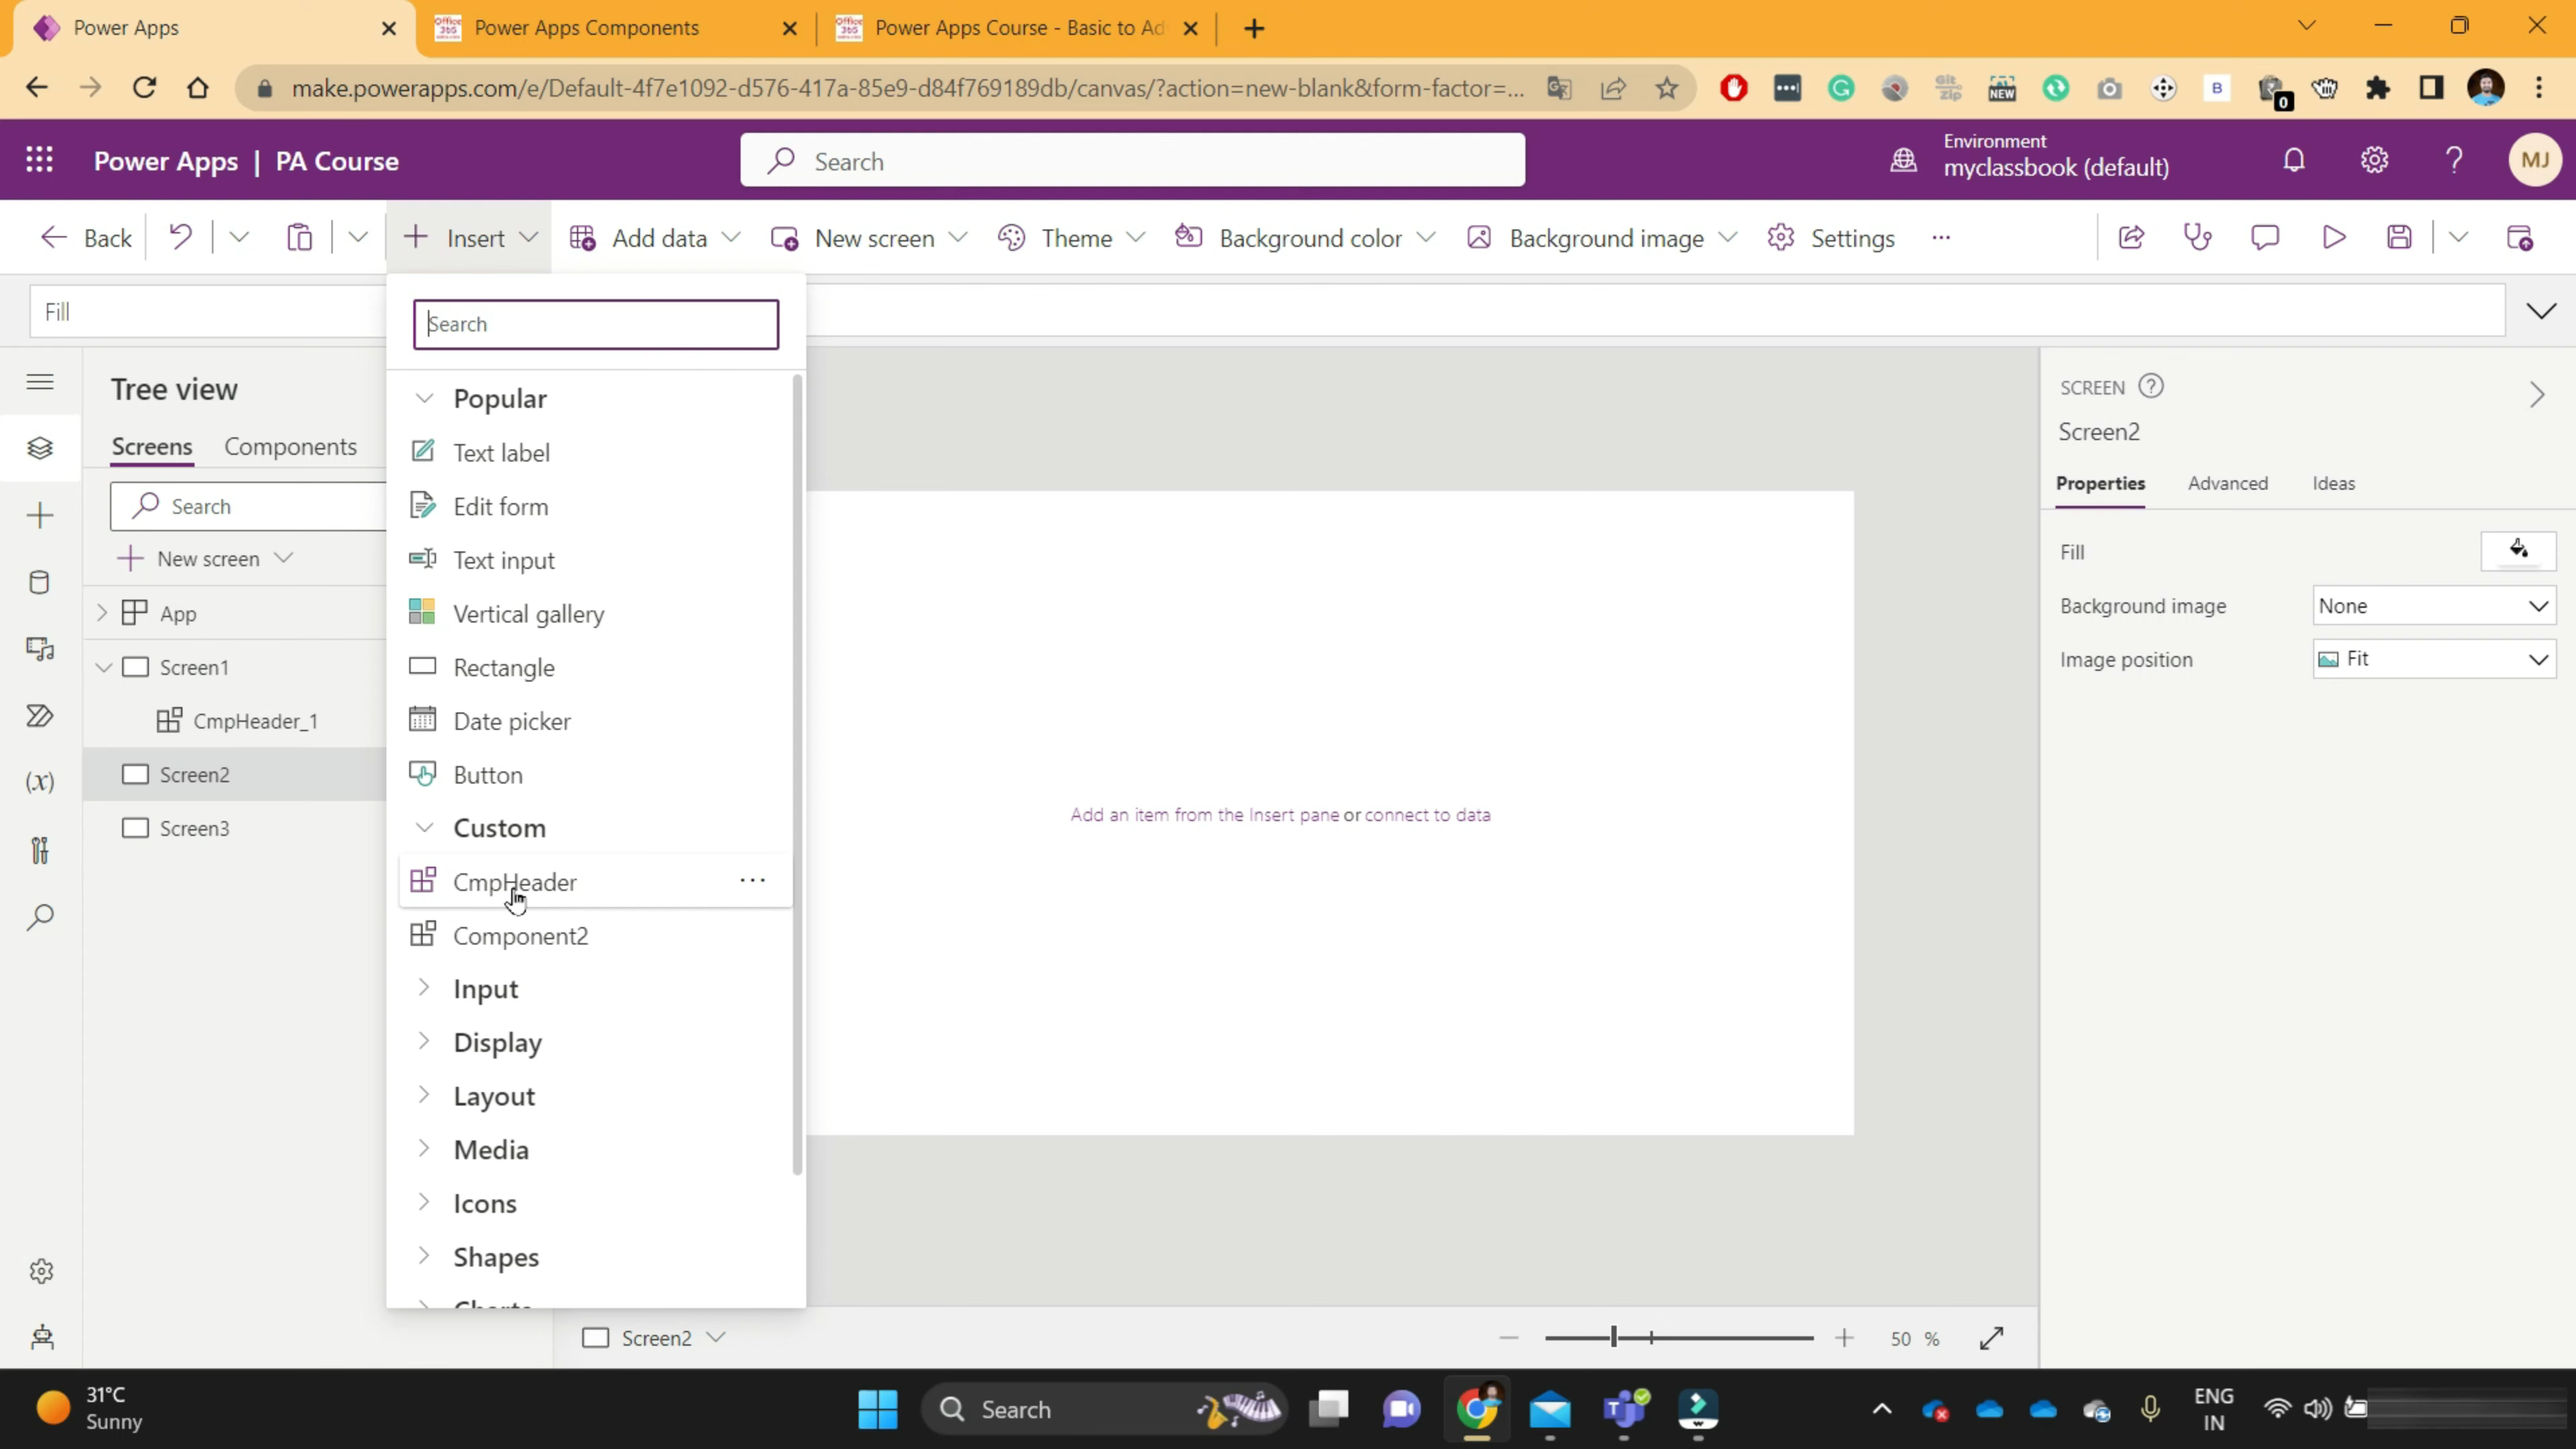 Power Apps
Power Apps Components
Power Apps Course - Basic to Ad
make.powerapps.com/e/Default-4f7e1092-d576-417a-85e9-d84f769189db/canvas/?action=new-blank&form-factor=...
NEW
B
0
Power Apps | PA Course
Search
Environment
myclassbook (default)
MJ
Back
Insert
Add data
New screen
Theme
Background color
Background image
Settings
Fill
Search
Tree view
Screens
Components
Search
New screen
App
Screen1
CmpHeader_1
Screen2
Screen3
Popular
Text label
Edit form
Text input
Vertical gallery
Rectangle
Date picker
Button
Custom
CmpHeader
Component2
Input
Display
Layout
Media
Icons
Shapes
Charts
Add an item from the Insert pane or connect to data
SCREEN
Screen2
Properties
Advanced
Ideas
Fill
Background image
None
Image position
Fit
Screen2
50 %
31°C
Sunny
Search
ENG
IN